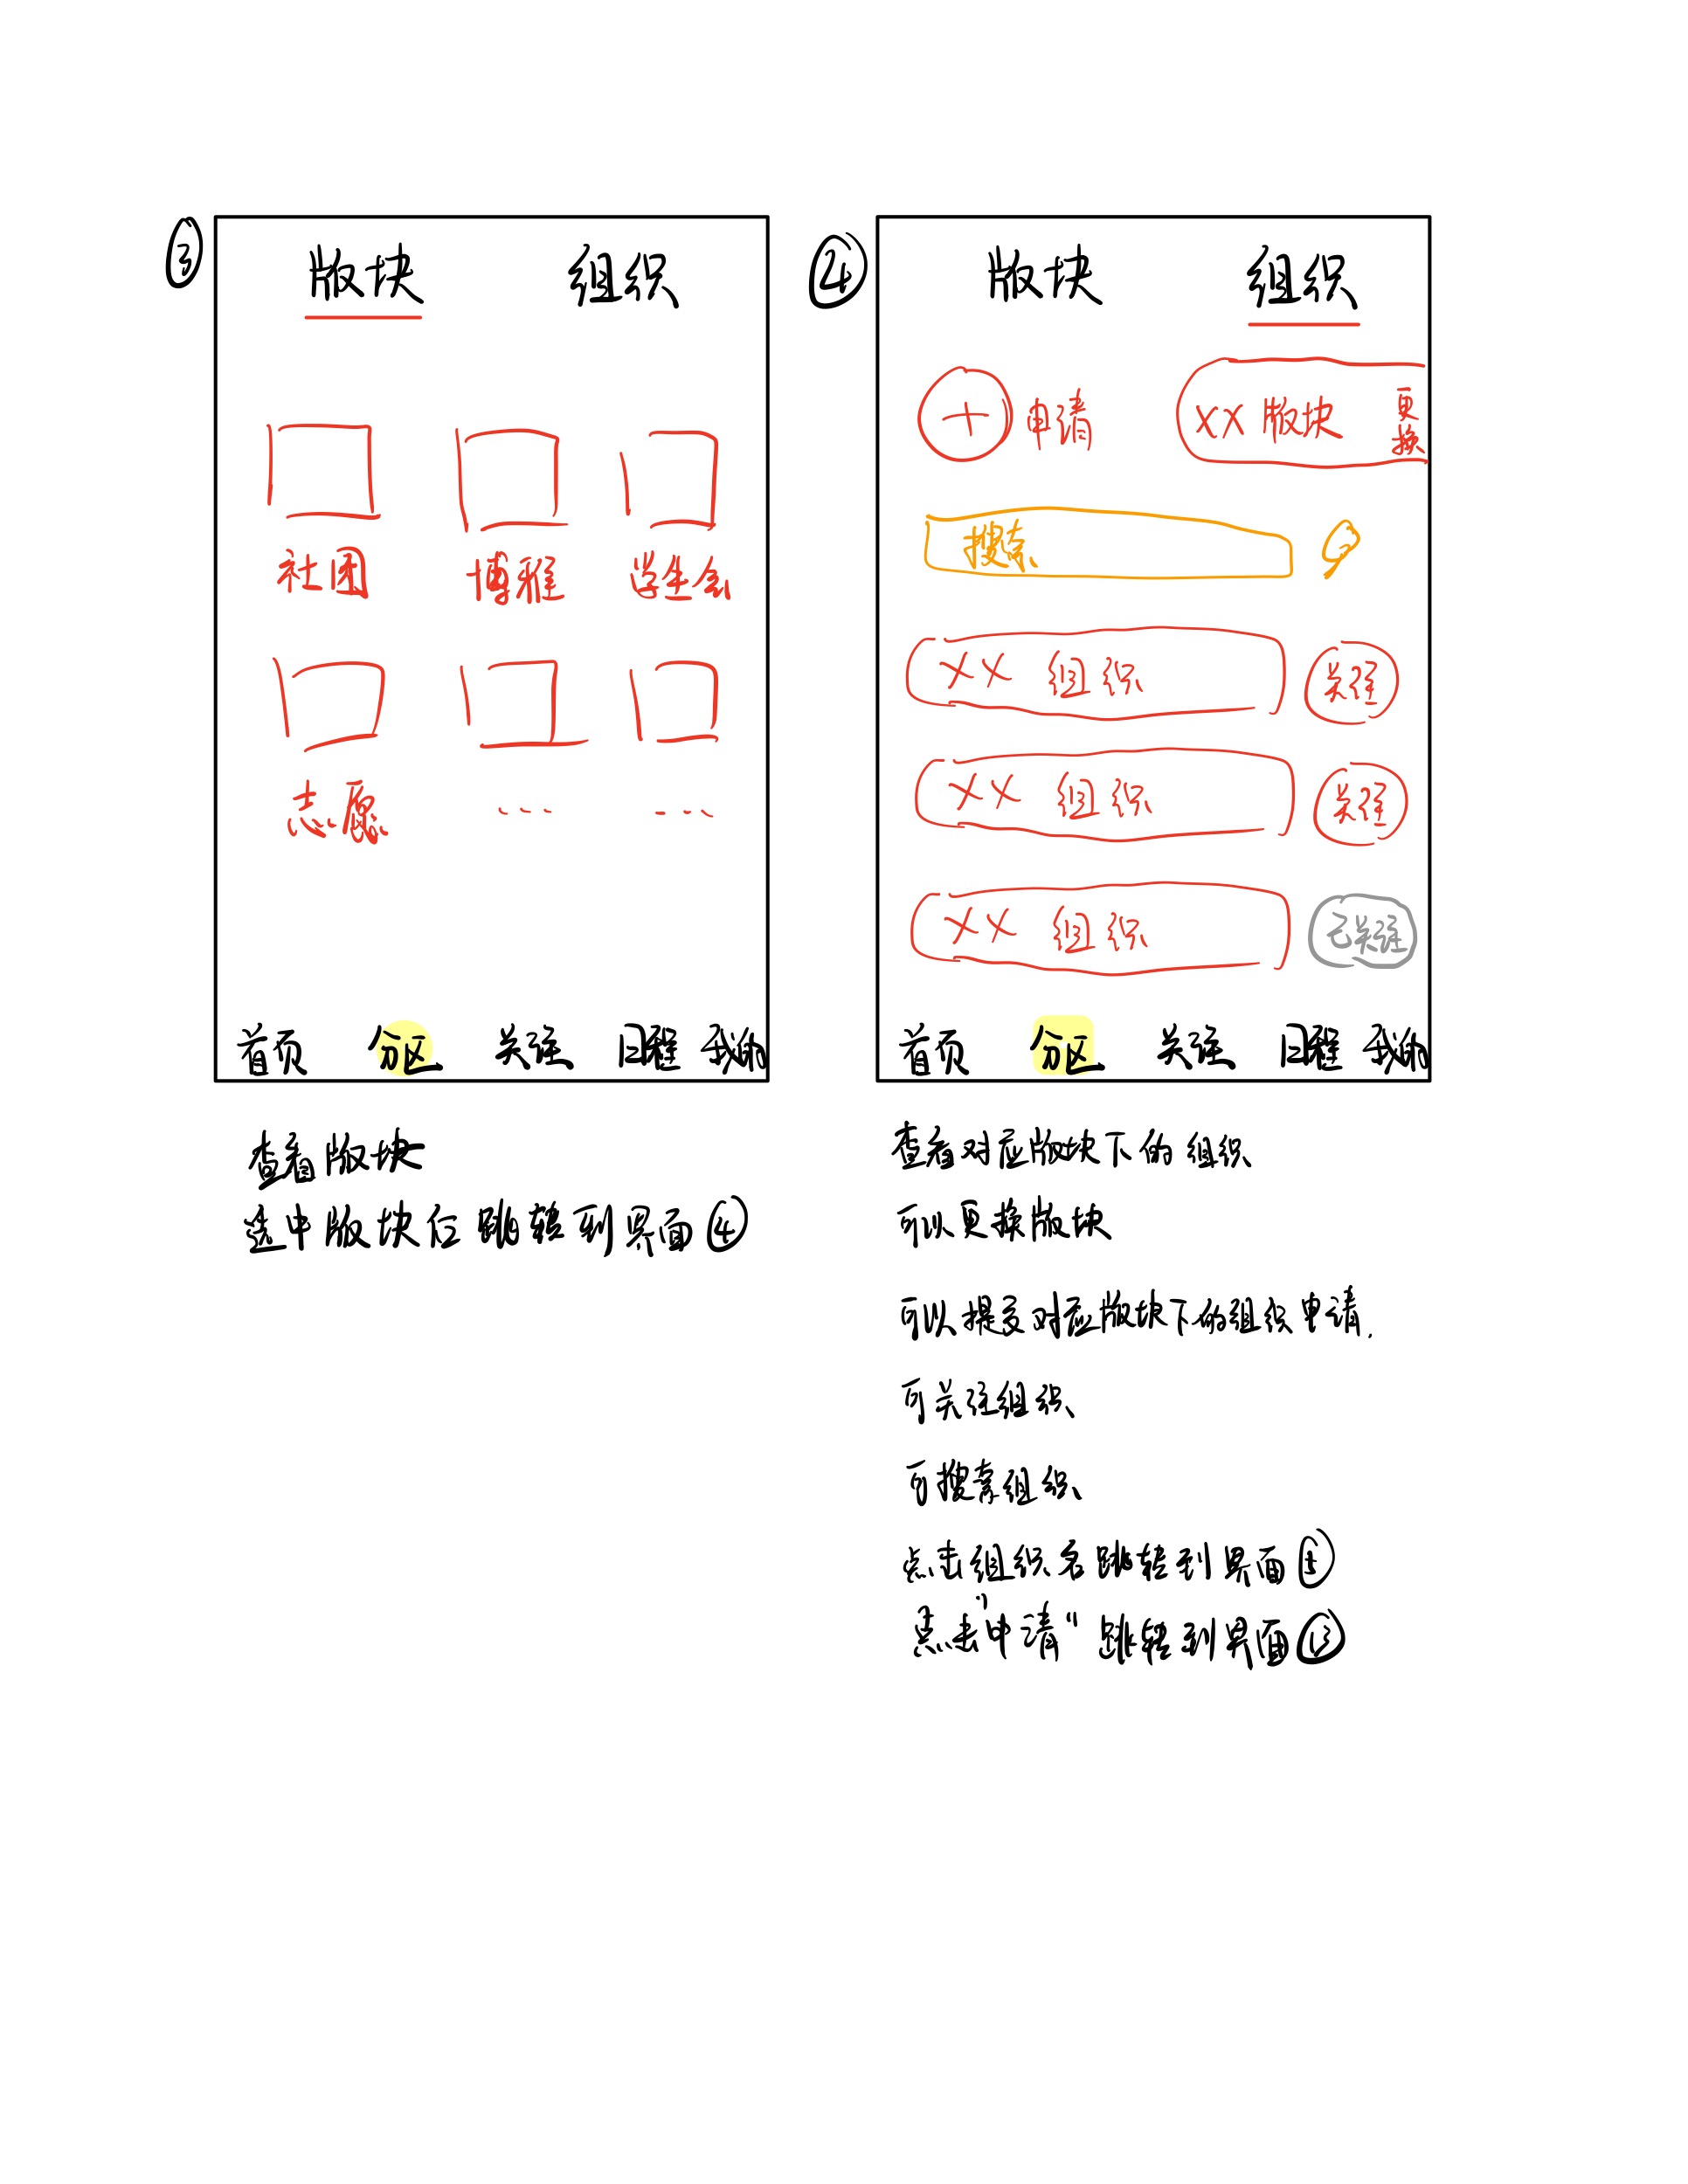 ③
版块 组织
社团 博雅 学生会
志愿 ... ...
首页 分区 关注 日程 我的
查看版块
选中版块后跳转到界面④
④
版块 组织
+ 申请 XX 版块 更换
搜索
XX 组织 关注
XX 组织 关注
XX 组织 已关注
首页 分区 关注 日程 我的
查看对应版块下的组织
可以更换版块
可以提交对应版块下的组织申请.
可关注组织
可搜索组织
点击组织名跳转到界面⑤
点击"申请"跳转到界面⑬